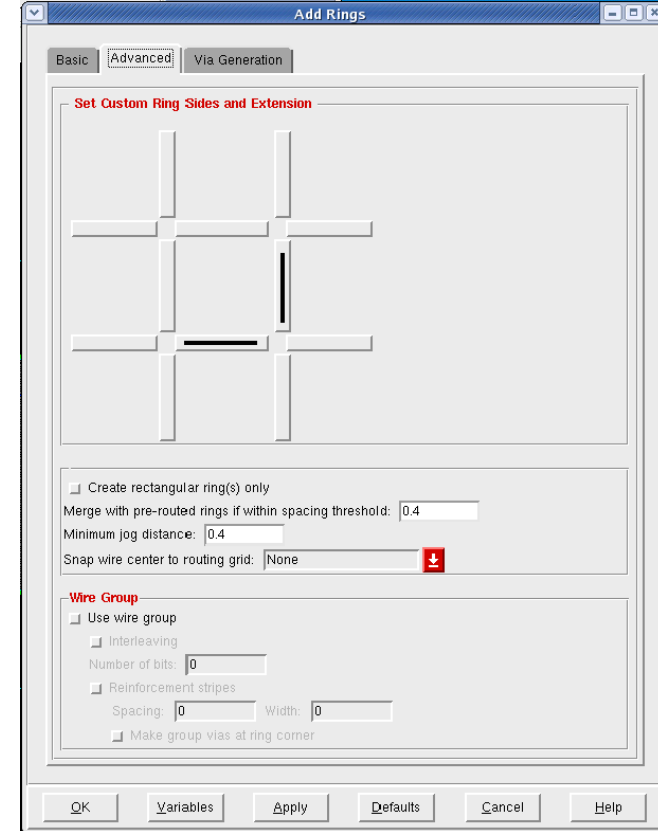 Add Rings
Basic Advanced Via Generation
Set Custom Ring Sides and Extension
Create rectangular ring(s) only
Merge with pre-routed rings if within spacing threshold: 0.4
Minimum jog distance: 0.4
Snap wire center to routing grid: None
Wire Group
Use wire group
Interleaving
Number of bits: 0
Reinforcement stripes
Spacing: 0 Width: 0
Make group vias at ring corner
OK Variables Apply Defaults Cancel Help